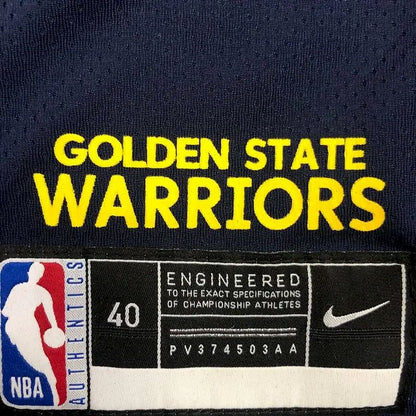 GOLDEN STATE
WARRIORS
NBA
AUTHENTICS
40
ENGINEERED
TO THE EXACT SPECIFICATIONS
OF CHAMPIONSHIP ATHLETES
PV374503AA